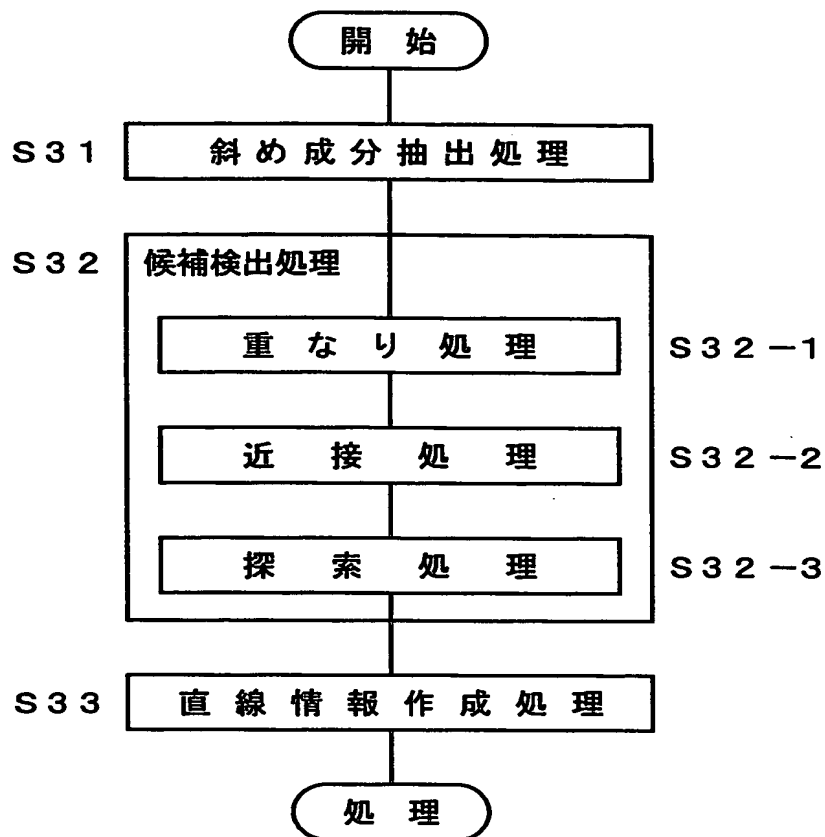 開始
S31 斜め成分抽出処理
S32 候補検出処理
重なり処理 S32-1
近接処理 S32-2
探索処理 S32-3
S33 直線情報作成処理
処理